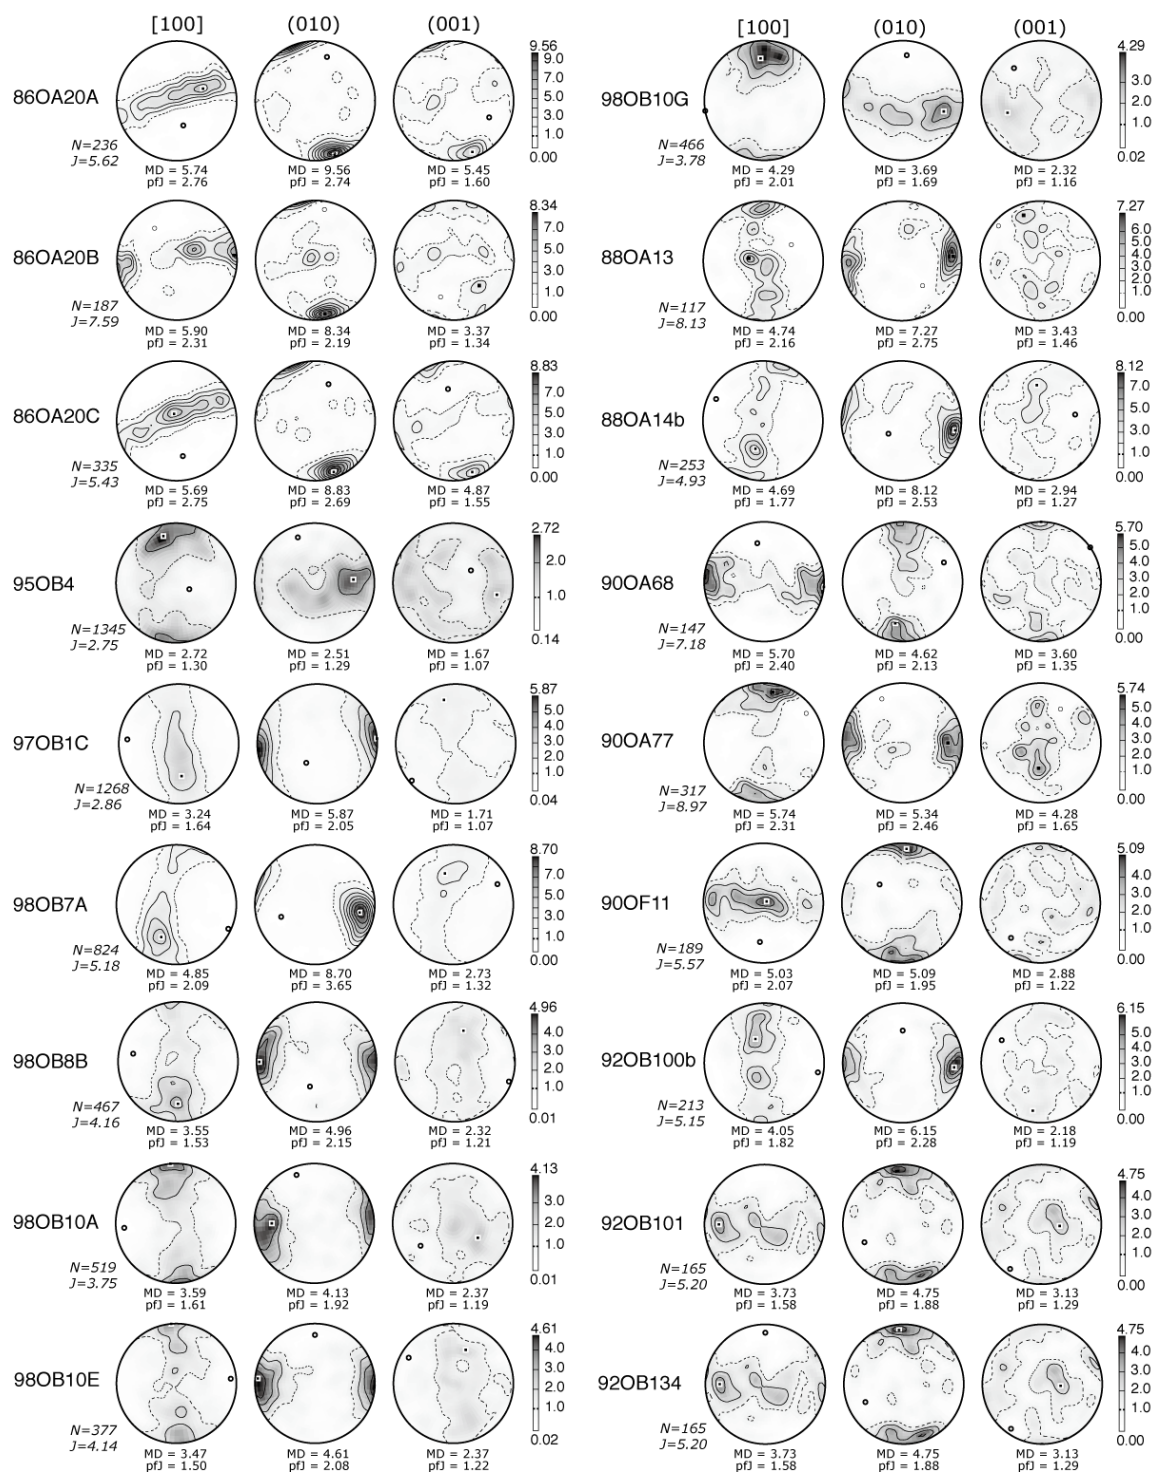 [100] (010) (001)
86OA20A
N=236
J=5.62
MD = 5.74 MD = 9.56 MD = 5.45
pfJ = 2.76 pfJ = 2.74 pfJ = 1.60
9.56
9.0
7.0
5.0
3.0
1.0
0.00
86OA20B
N=187
J=7.59
MD = 5.90 MD = 8.34 MD = 3.37
pfJ = 2.31 pfJ = 2.19 pfJ = 1.34
8.34
7.0
5.0
3.0
1.0
0.00
86OA20C
N=335
J=5.43
MD = 5.69 MD = 8.83 MD = 4.87
pfJ = 2.75 pfJ = 2.69 pfJ = 1.55
8.83
7.0
5.0
3.0
1.0
0.00
95OB4
N=1345
J=2.75
MD = 2.72 MD = 2.51 MD = 1.67
pfJ = 1.30 pfJ = 1.29 pfJ = 1.07
2.72
2.0
1.0
0.14
97OB1C
N=1268
J=2.86
MD = 3.24 MD = 5.87 MD = 1.71
pfJ = 1.64 pfJ = 2.05 pfJ = 1.07
5.87
5.0
4.0
3.0
2.0
1.0
0.04
98OB7A
N=824
J=5.18
MD = 4.85 MD = 8.70 MD = 2.73
pfJ = 2.09 pfJ = 3.65 pfJ = 1.32
8.70
7.0
5.0
3.0
1.0
0.00
98OB8B
N=467
J=4.16
MD = 3.55 MD = 4.96 MD = 2.32
pfJ = 1.53 pfJ = 2.15 pfJ = 1.21
4.96
4.0
3.0
2.0
1.0
0.01
98OB10A
N=519
J=3.75
MD = 3.59 MD = 4.13 MD = 2.37
pfJ = 1.61 pfJ = 1.92 pfJ = 1.19
4.13
3.0
2.0
1.0
0.01
98OB10E
N=377
J=4.14
MD = 3.47 MD = 4.61 MD = 2.37
pfJ = 1.50 pfJ = 2.08 pfJ = 1.22
4.61
4.0
3.0
2.0
1.0
0.02
[100] (010) (001)
98OB10G
N=466
J=3.78
MD = 4.29 MD = 3.69 MD = 2.32
pfJ = 2.01 pfJ = 1.69 pfJ = 1.16
4.29
3.0
2.0
1.0
0.02
88OA13
N=117
J=8.13
MD = 4.74 MD = 7.27 MD = 3.43
pfJ = 2.16 pfJ = 2.75 pfJ = 1.46
7.27
6.0
5.0
4.0
3.0
2.0
1.0
0.00
88OA14b
N=253
J=4.93
MD = 4.69 MD = 8.12 MD = 2.94
pfJ = 1.77 pfJ = 2.53 pfJ = 1.27
8.12
7.0
5.0
3.0
1.0
0.00
90OA68
N=147
J=7.18
MD = 5.70 MD = 4.62 MD = 3.60
pfJ = 2.40 pfJ = 2.13 pfJ = 1.35
5.70
5.0
4.0
3.0
2.0
1.0
0.00
90OA77
N=317
J=8.97
MD = 5.74 MD = 5.34 MD = 4.28
pfJ = 2.31 pfJ = 2.46 pfJ = 1.65
5.74
5.0
4.0
3.0
2.0
1.0
0.00
90OF11
N=189
J=5.57
MD = 5.03 MD = 5.09 MD = 2.88
pfJ = 2.07 pfJ = 1.95 pfJ = 1.22
5.09
4.0
3.0
2.0
1.0
0.00
92OB100b
N=213
J=5.15
MD = 4.05 MD = 6.15 MD = 2.18
pfJ = 1.82 pfJ = 2.28 pfJ = 1.19
6.15
5.0
4.0
3.0
2.0
1.0
0.00
92OB101
N=165
J=5.20
MD = 3.73 MD = 4.75 MD = 3.13
pfJ = 1.58 pfJ = 1.88 pfJ = 1.29
4.75
4.0
3.0
2.0
1.0
0.00
92OB134
N=165
J=5.20
MD = 3.73 MD = 4.75 MD = 3.13
pfJ = 1.58 pfJ = 1.88 pfJ = 1.29
4.75
4.0
3.0
2.0
1.0
0.00